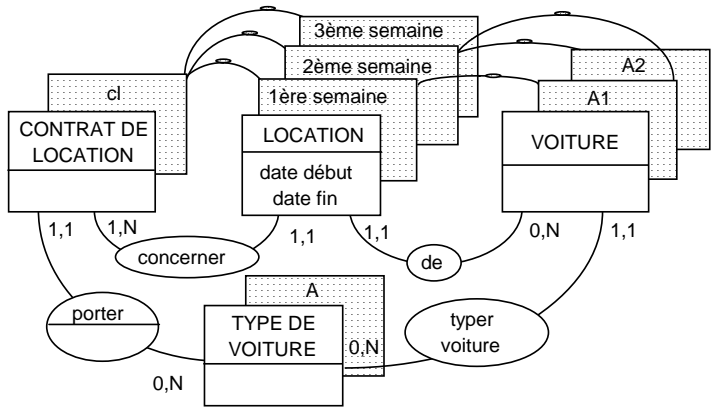 3ème semaine
2ème semaine
A2
cl
1ère semaine
A1
CONTRAT DE
LOCATION
LOCATION
VOITURE
date début
date fin
1,1
1,N
1,1
1,1
0,N
1,1
concerner
de
A
porter
TYPE DE
VOITURE
typer
voiture
0,N
0,N